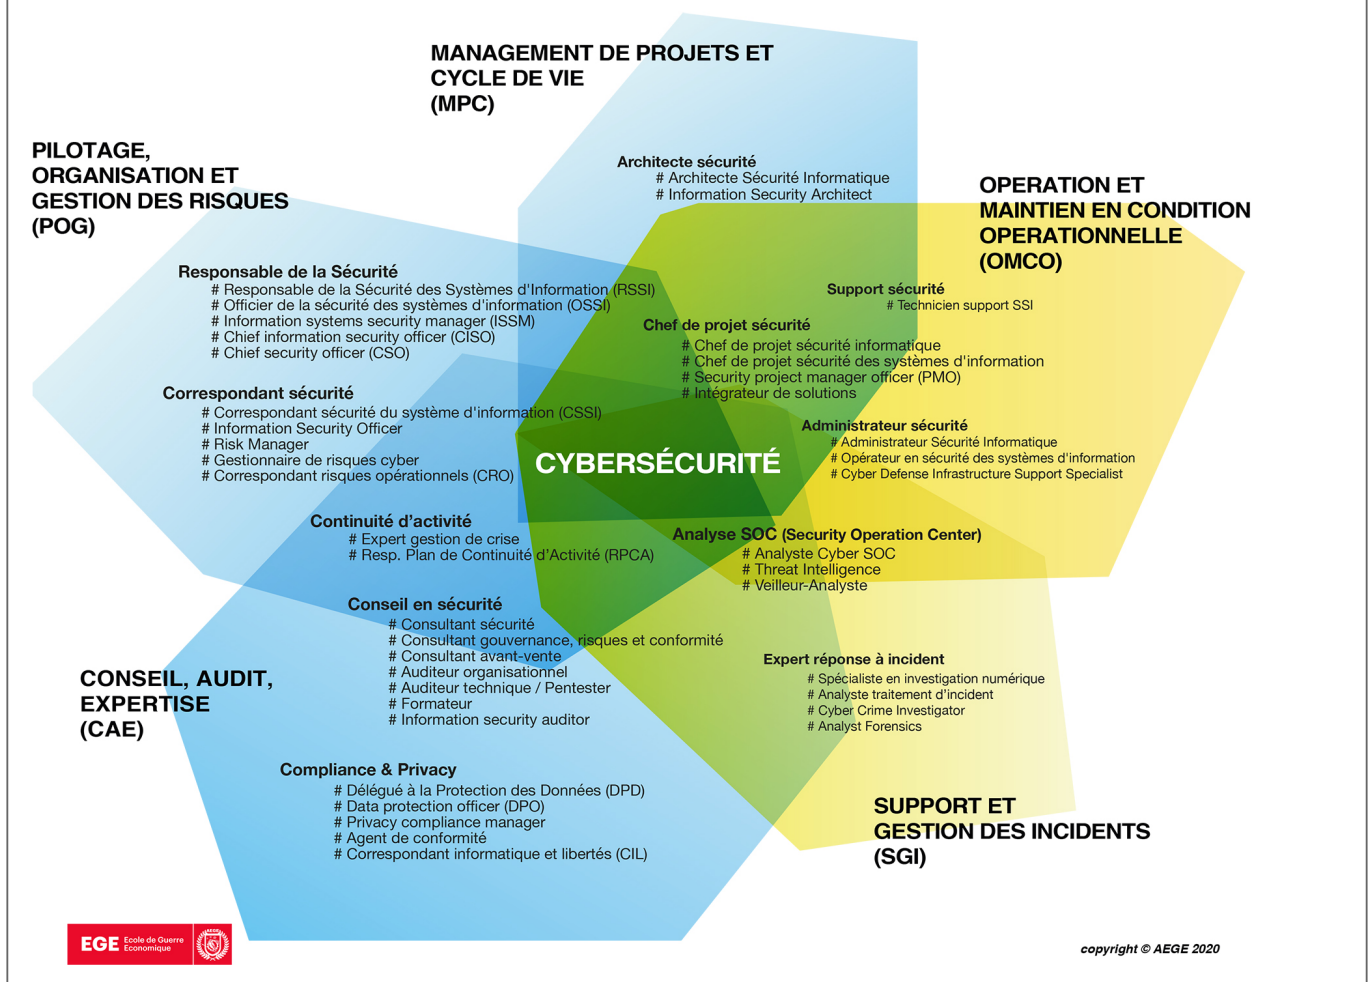 MANAGEMENT DE PROJETS ET
CYCLE DE VIE
(MPC)
PILOTAGE,
ORGANISATION ET
GESTION DES RISQUES
(POG)
Architecte sécurité
# Architecte Sécurité Informatique
# Information Security Architect
OPERATION ET
MAINTIEN EN CONDITION
OPERATIONNELLE
(OMCO)
Responsable de la Sécurité
# Responsable de la Sécurité des Systèmes d'Information (RSSI)
# Officier de la sécurité des systèmes d'information (OSSI)
# Information systems security manager (ISSM)
# Chief information security officer (CISO)
# Chief security officer (CSO)
Support sécurité
# Technicien support SSI
Chef de projet sécurité
# Chef de projet sécurité informatique
# Chef de projet sécurité des systèmes d'information
# Security project manager officer (PMO)
# Intégrateur de solutions
Correspondant sécurité
# Correspondant sécurité du système d'information (CSSI)
# Information Security Officer
# Risk Manager
# Gestionnaire de risques cyber
# Correspondant risques opérationnels (CRO)
Administrateur sécurité
# Administrateur Sécurité Informatique
# Opérateur en sécurité des systèmes d'information
# Cyber Defense Infrastructure Support Specialist
CYBERSÉCURITÉ
Continuité d'activité
# Expert gestion de crise
# Resp. Plan de Continuité d'Activité (RPCA)
Analyse SOC (Security Operation Center)
# Analyste Cyber SOC
# Threat Intelligence
# Veilleur-Analyste
Conseil en sécurité
# Consultant sécurité
# Consultant gouvernance, risques et conformité
# Consultant avant-vente
# Auditeur organisationnel
# Auditeur technique / Pentester
# Formateur
# Information security auditor
Expert réponse à incident
# Spécialiste en investigation numérique
# Analyste traitement d'incident
# Cyber Crime Investigator
# Analyst Forensics
CONSEIL, AUDIT,
EXPERTISE
(CAE)
Compliance & Privacy
# Délégué à la Protection des Données (DPD)
# Data protection officer (DPO)
# Privacy compliance manager
# Agent de conformité
# Correspondant informatique et libertés (CIL)
SUPPORT ET
GESTION DES INCIDENTS
(SGI)
EGE
Ecole de Guerre
Economique
copyright © AEGE 2020